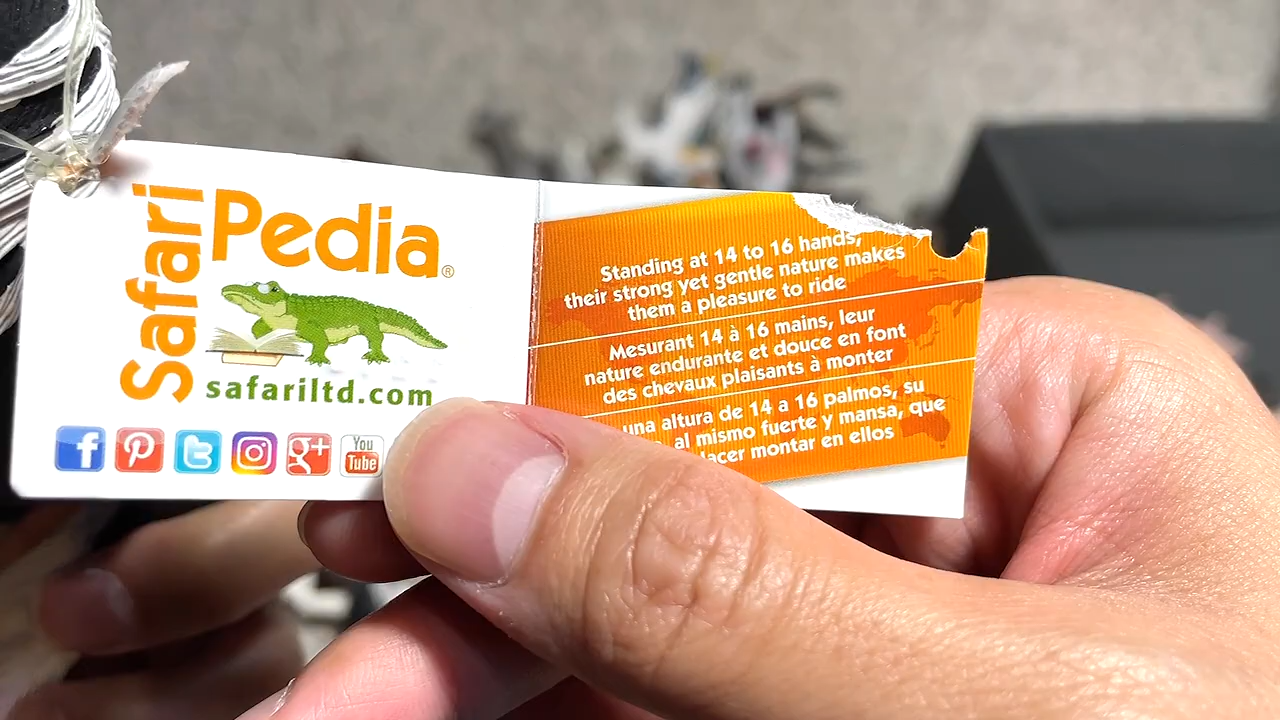 Safari
Pedia®
safariltd.com
f
P
t
g+
You
Tube
Standing at 14 to 16 hands,
their strong yet gentle nature makes
them a pleasure to ride
Mesurant 14 à 16 mains, leur
nature endurante et douce en font
des chevaux plaisants à monter
una altura de 14 a 16 palmos, su
al mismo fuerte y mansa, que
montar en ellos